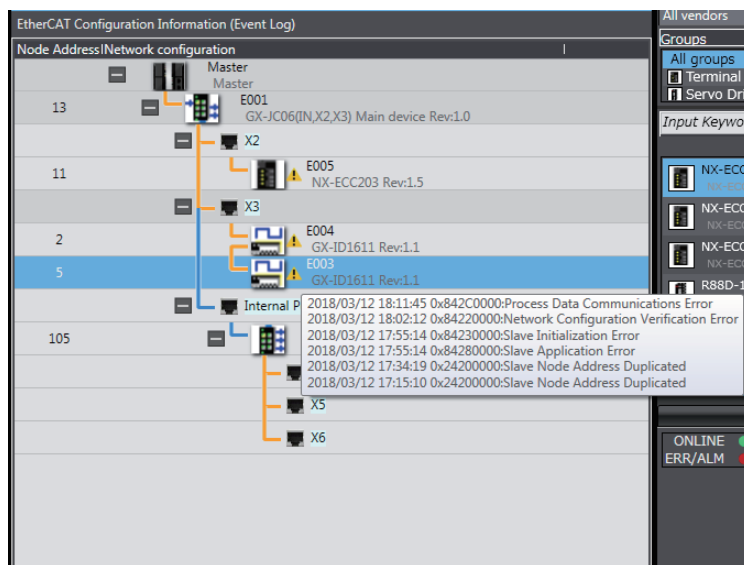 EtherCAT Configuration Information (Event Log)
Node Address|Network configuration
Master
Master
13
E001
GX-JC06(IN,X2,X3) Main device Rev:1.0
X2
11
E005
NX-ECC203 Rev:1.5
X3
2
E004
GX-ID1611 Rev:1.1
5
E003
GX-ID1611 Rev:1.1
Internal P
2018/03/12 18:11:45 0x842C0000:Process Data Communications Error
2018/03/12 18:02:12 0x84220000:Network Configuration Verification Error
2018/03/12 17:55:14 0x84230000:Slave Initialization Error
2018/03/12 17:55:14 0x84280000:Slave Application Error
2018/03/12 17:34:19 0x24200000:Slave Node Address Duplicated
2018/03/12 17:15:10 0x24200000:Slave Node Address Duplicated
105
X5
X6
All vendors
Groups
All groups
Terminal
Servo Dri
Input Keywo
NX-ECC
NX-ECC
NX-ECC
NX-ECC
NX-ECC
NX-ECC
R88D-1
ONLINE
ERR/ALM